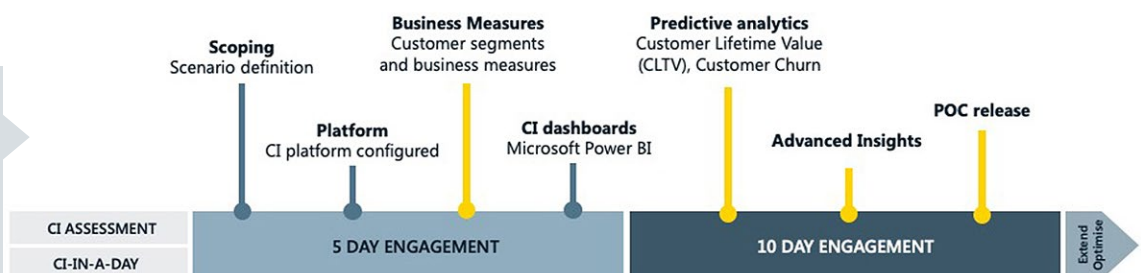 Scoping
Scenario definition
Platform
CI platform configured
Business Measures
Customer segments
and business measures
CI dashboards
Microsoft Power BI
Predictive analytics
Customer Lifetime Value
(CLTV), Customer Churn
Advanced Insights
POC release
CI ASSESSMENT
CI-IN-A-DAY
5 DAY ENGAGEMENT
10 DAY ENGAGEMENT
Extend
Optimise